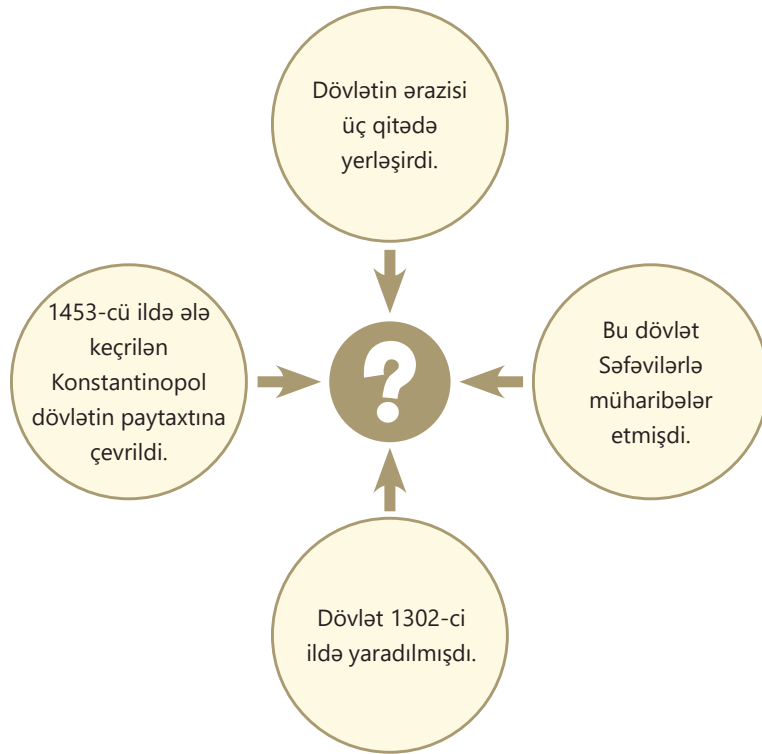 Dövlətin ərazisi
üç qitədə
yerləşirdi.
1453-cü ildə ələ
keçrilən
Konstantinopol
dövlətin paytaxtına
çevrildi.
?
Bu dövlət
Səfəvilərlə
müharibələr
etmişdi.
Dövlət 1302-ci
ildə yaradılmışdı.